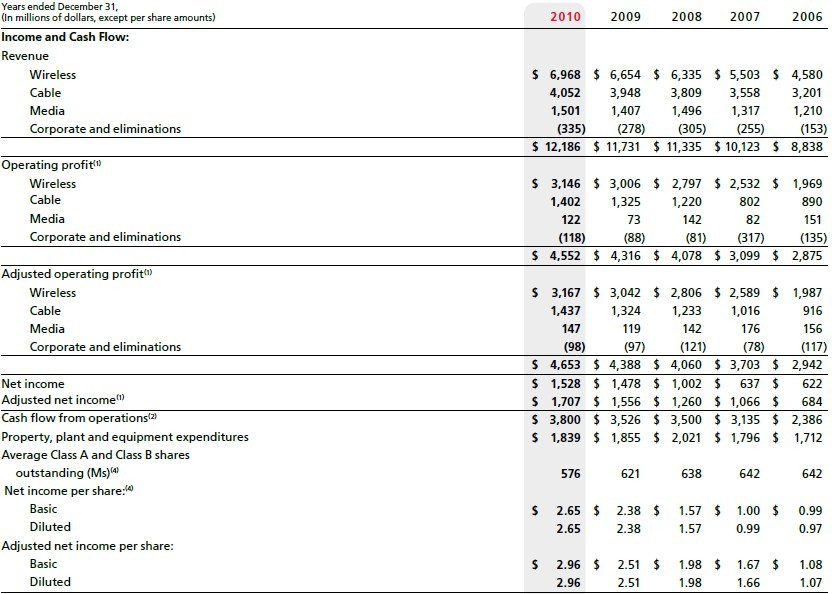 Years ended December 31,
(In millions of dollars, except per share amounts) 2010 2009 2008 2007 2006
Income and Cash Flow:
Revenue
Wireless $ 6,968 $ 6,654 $ 6,335 $ 5,503 $ 4,580
Cable 4,052 3,948 3,809 3,558 3,201
Media 1,501 1,407 1,496 1,317 1,210
Corporate and eliminations (335) (278) (305) (255) (153)
$ 12,186 $ 11,731 $ 11,335 $ 10,123 $ 8,838
Operating profit(1)
Wireless $ 3,146 $ 3,006 $ 2,797 $ 2,532 $ 1,969
Cable 1,402 1,325 1,220 802 890
Media 122 73 142 82 151
Corporate and eliminations (118) (88) (81) (317) (135)
$ 4,552 $ 4,316 $ 4,078 $ 3,099 $ 2,875
Adjusted operating profit(1)
Wireless $ 3,167 $ 3,042 $ 2,806 $ 2,589 $ 1,987
Cable 1,437 1,324 1,233 1,016 916
Media 147 119 142 176 156
Corporate and eliminations (98) (97) (121) (78) (117)
$ 4,653 $ 4,388 $ 4,060 $ 3,703 $ 2,942
Net income $ 1,528 $ 1,478 $ 1,002 $ 637 $ 622
Adjusted net income(1) $ 1,707 $ 1,556 $ 1,260 $ 1,066 $ 684
Cash flow from operations(2) $ 3,800 $ 3,526 $ 3,500 $ 3,135 $ 2,386
Property, plant and equipment expenditures $ 1,839 $ 1,855 $ 2,021 $ 1,796 $ 1,712
Average Class A and Class B shares
outstanding (Ms)(4) 576 621 638 642 642
Net income per share:(4)
Basic $ 2.65 $ 2.38 $ 1.57 $ 1.00 $ 0.99
Diluted 2.65 2.38 1.57 0.99 0.97
Adjusted net income per share:
Basic $ 2.96 $ 2.51 $ 1.98 $ 1.67 $ 1.08
Diluted 2.96 2.51 1.98 1.66 1.07